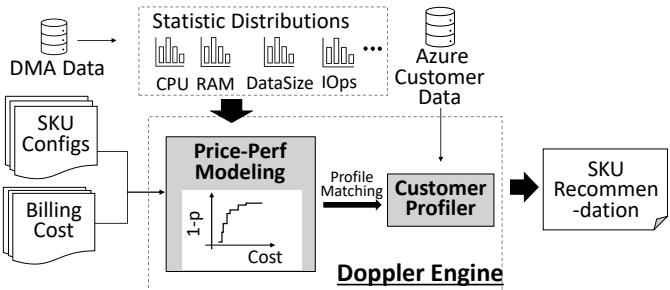 Statistic Distributions
DMA Data
CPU RAM DataSize IOps
Azure
Customer
Data
SKU
Configs
Billing
Cost
Price-Perf
Modeling
1-p
Cost
Profile
Matching
Customer
Profiler
SKU
Recommen
-dation
Doppler Engine